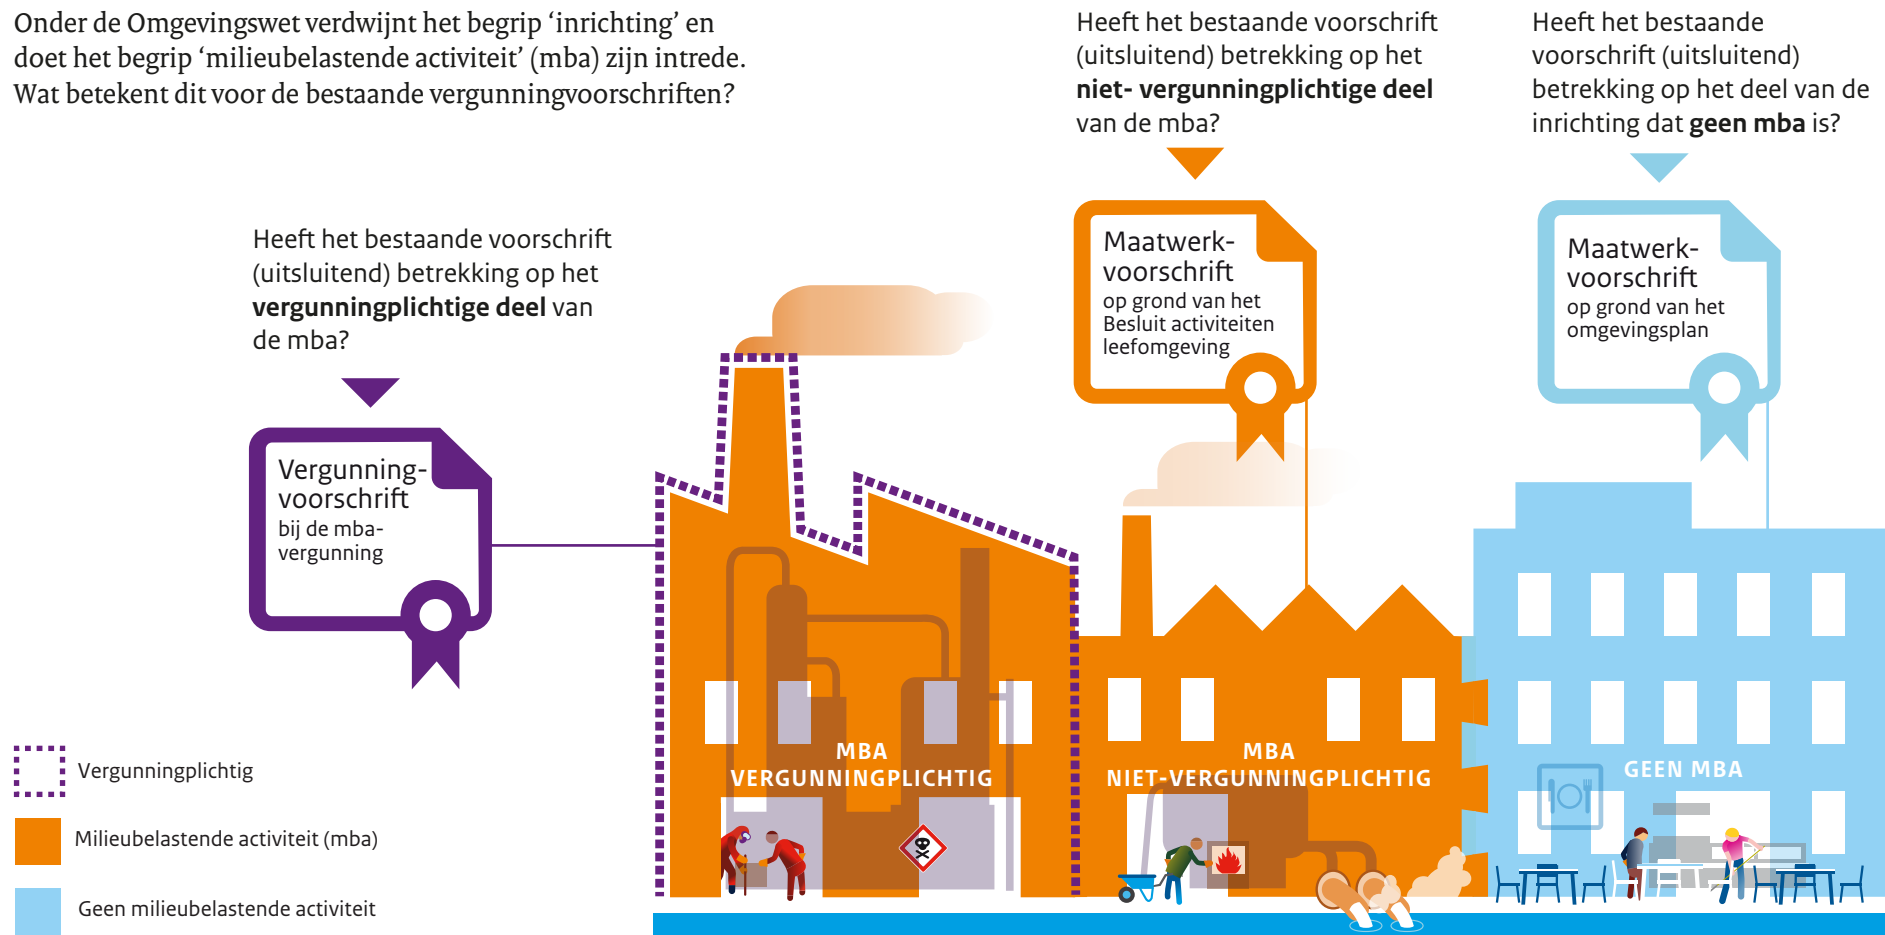 Onder de Omgevingswet verdwijnt het begrip ‘inrichting’ en
doet het begrip ‘milieubelastende activiteit’ (mba) zijn intrede.
Wat betekent dit voor de bestaande vergunningvoorschriften?
Heeft het bestaande voorschrift
(uitsluitend) betrekking op het
niet- vergunningplichtige deel
van de mba?
Heeft het bestaande
voorschrift (uitsluitend)
betrekking op het deel van de
inrichting dat geen mba is?
Heeft het bestaande voorschrift
(uitsluitend) betrekking op het
vergunningplichtige deel van
de mba?
Maatwerk-
voorschrift
op grond van het
Besluit activiteiten
leefomgeving
Maatwerk-
voorschrift
op grond van het
omgevingsplan
Vergunning-
voorschrift
bij de mba-
vergunning
MBA
VERGUNNINGPLICHTIG
MBA
NIET-VERGUNNINGPLICHTIG
GEEN MBA
Vergunningplichtig
Milieubelastende activiteit (mba)
Geen milieubelastende activiteit